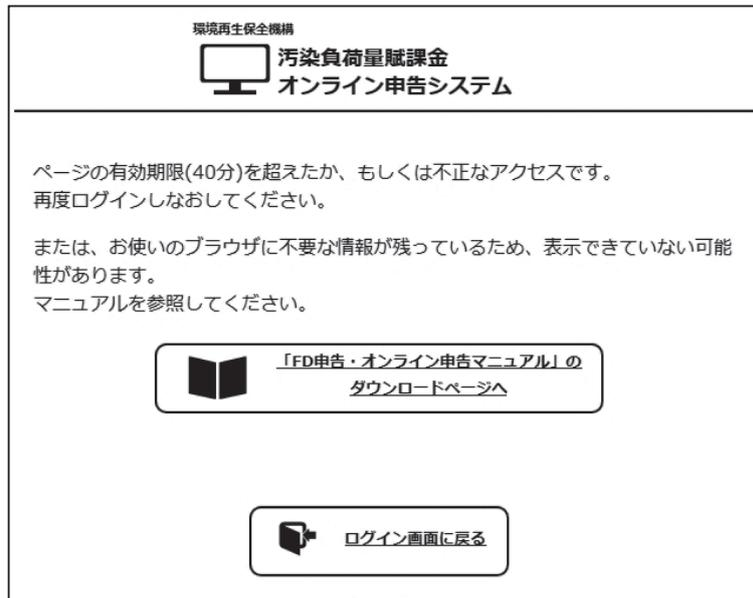 環境再生保全機構
汚染負荷量賦課金
オンライン申告システム
ページの有効期限(40分)を超えたか、もしくは不正なアクセスです。
再度ログインしなおしてください。
または、お使いのブラウザに不要な情報が残っているため、表示できていない可能
性があります。
マニュアルを参照してください。
「FD申告・オンライン申告マニュアル」の
ダウンロードページへ
ログイン画面に戻る